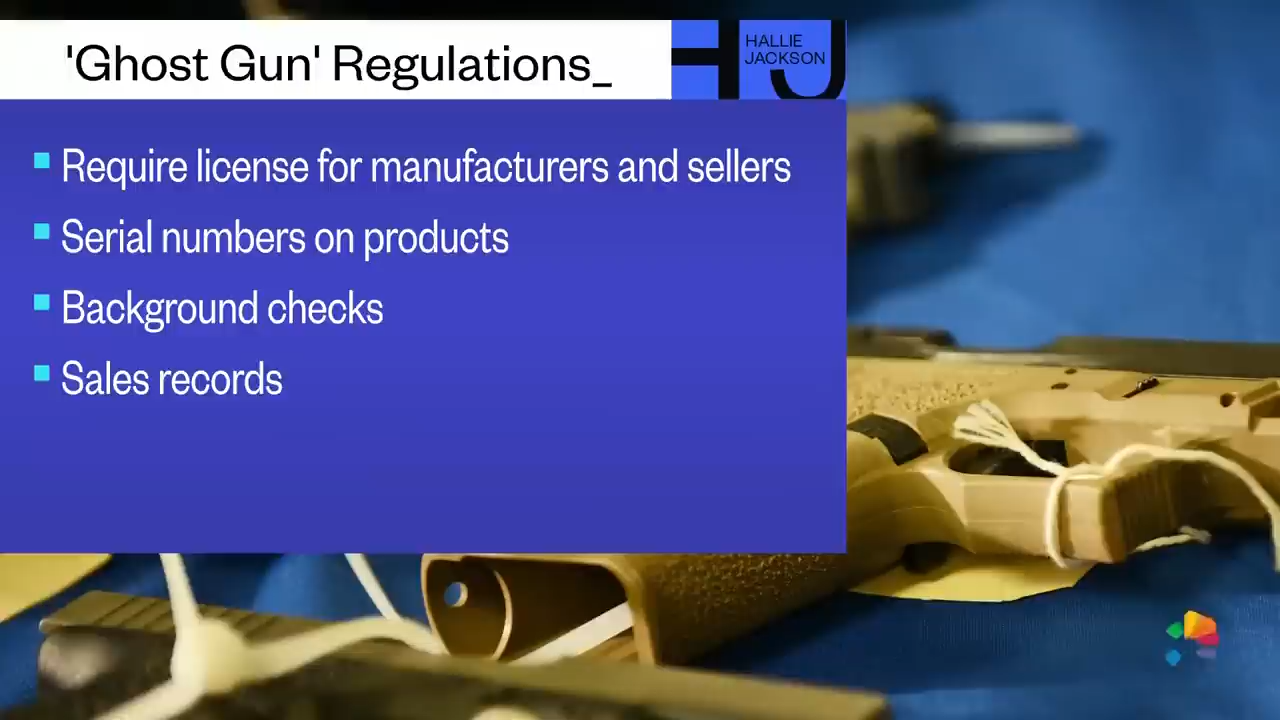 'Ghost Gun' Regulations_
HALLIE
JACKSON
Require license for manufacturers and sellers
Serial numbers on products
Background checks
Sales records